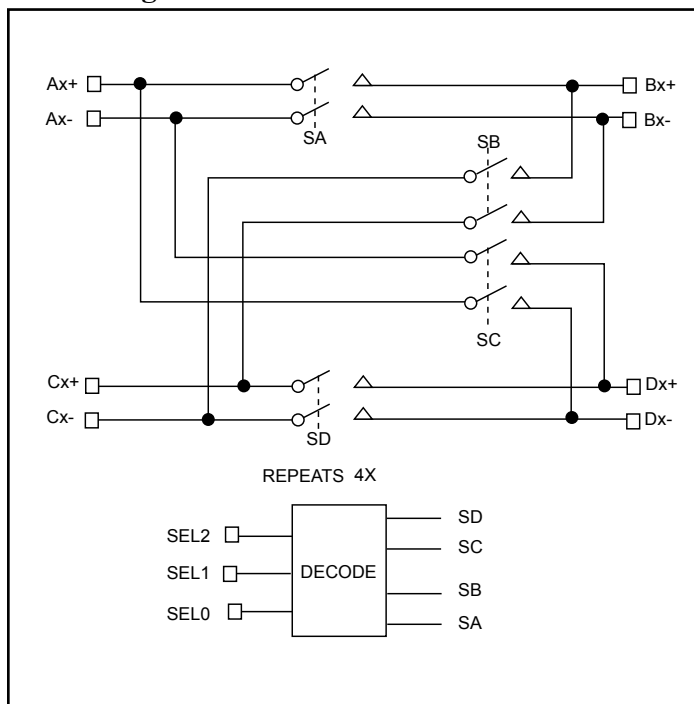 Ax+
Bx+
Ax-
Bx-
SA
SB
SC
Cx+
Dx+
Cx-
Dx-
SD
REPEATS 4X
SEL2
SD
SC
SEL1
DECODE
SB
SEL0
SA